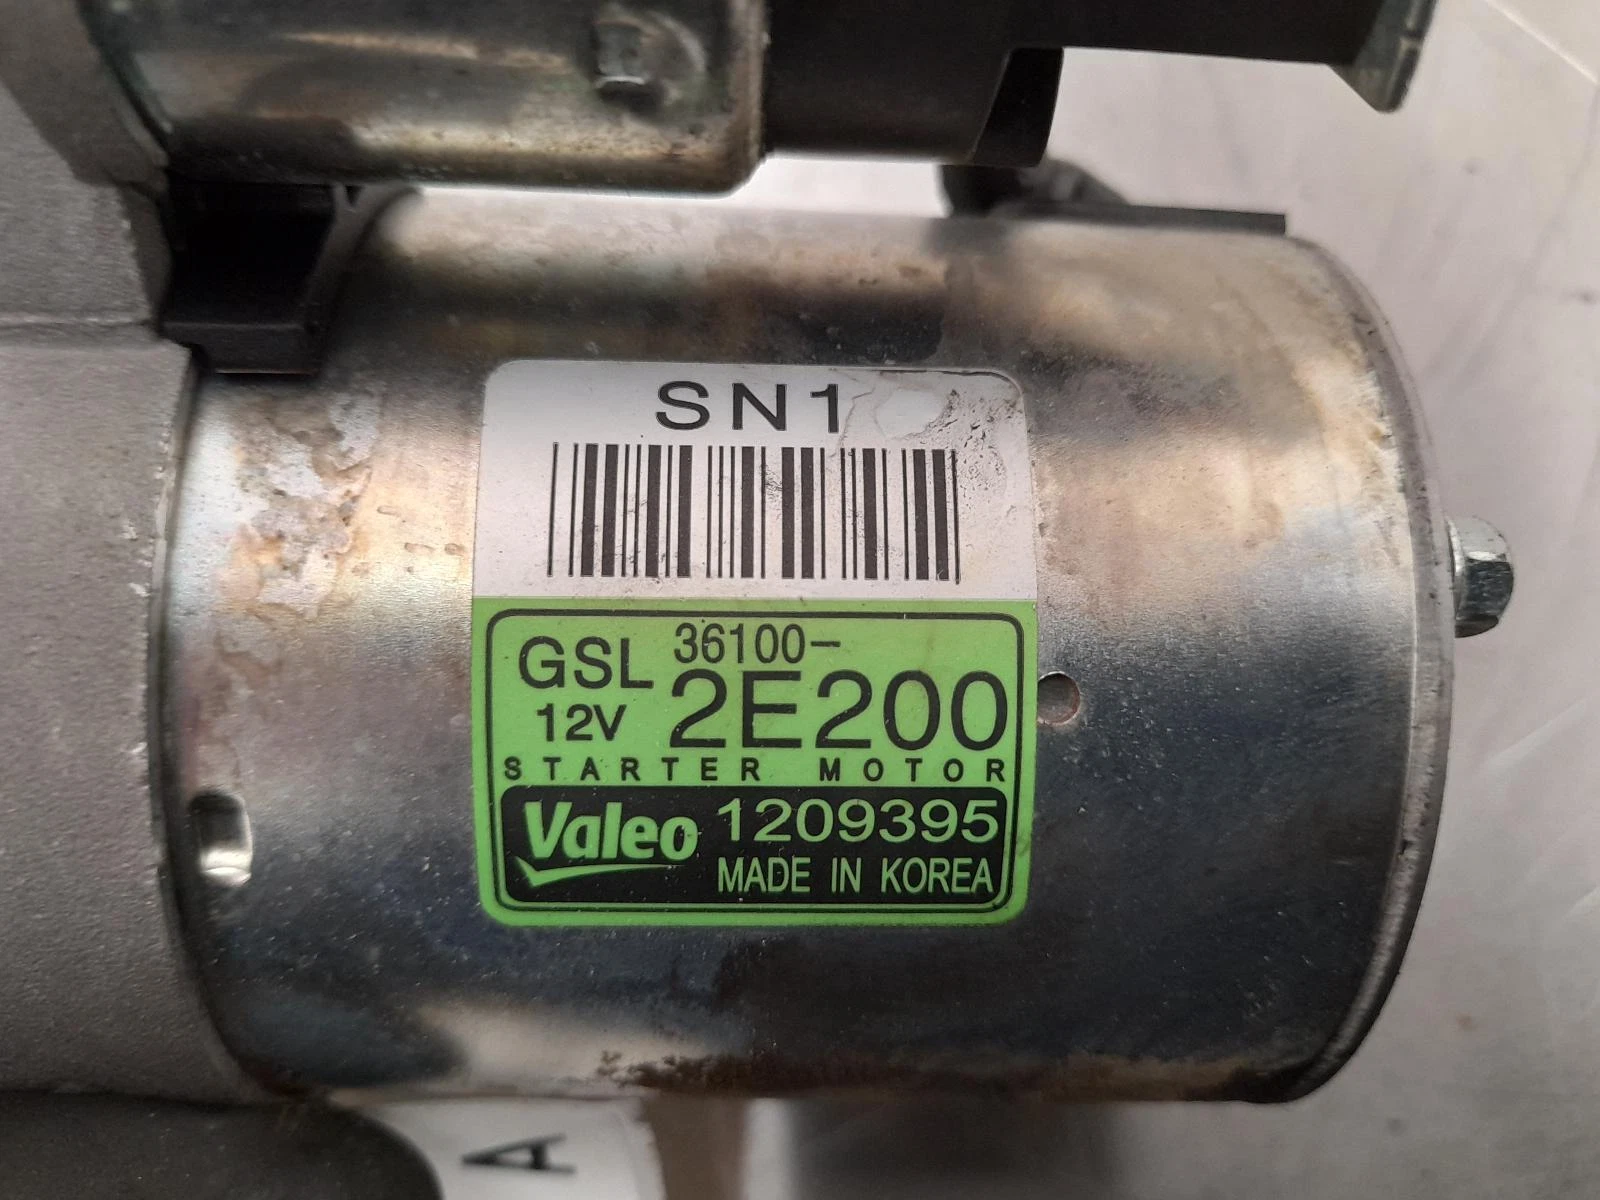 SN1
GSL 36100-
12V 2E200
STARTER MOTOR
Valeo 1209395
MADE IN KOREA
A